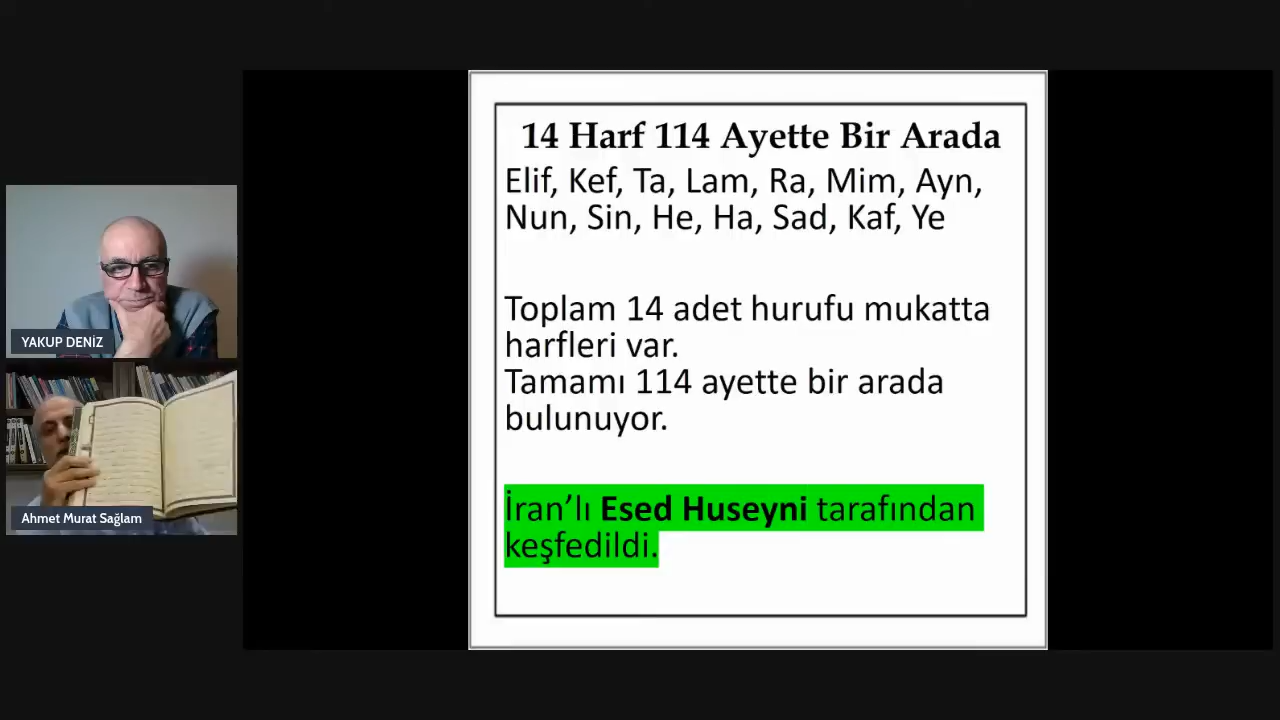 14 Harf 114 Ayette Bir Arada
Elif, Kef, Ta, Lam, Ra, Mim, Ayn,
Nun, Sin, He, Ha, Sad, Kaf, Ye
Toplam 14 adet hurufu mukatta
harfleri var.
Tamamı 114 ayette bir arada
bulunuyor.
İran’lı Esed Huseyni tarafından
keşfedildi.
YAKUP DENİZ
Ahmet Murat Sağlam